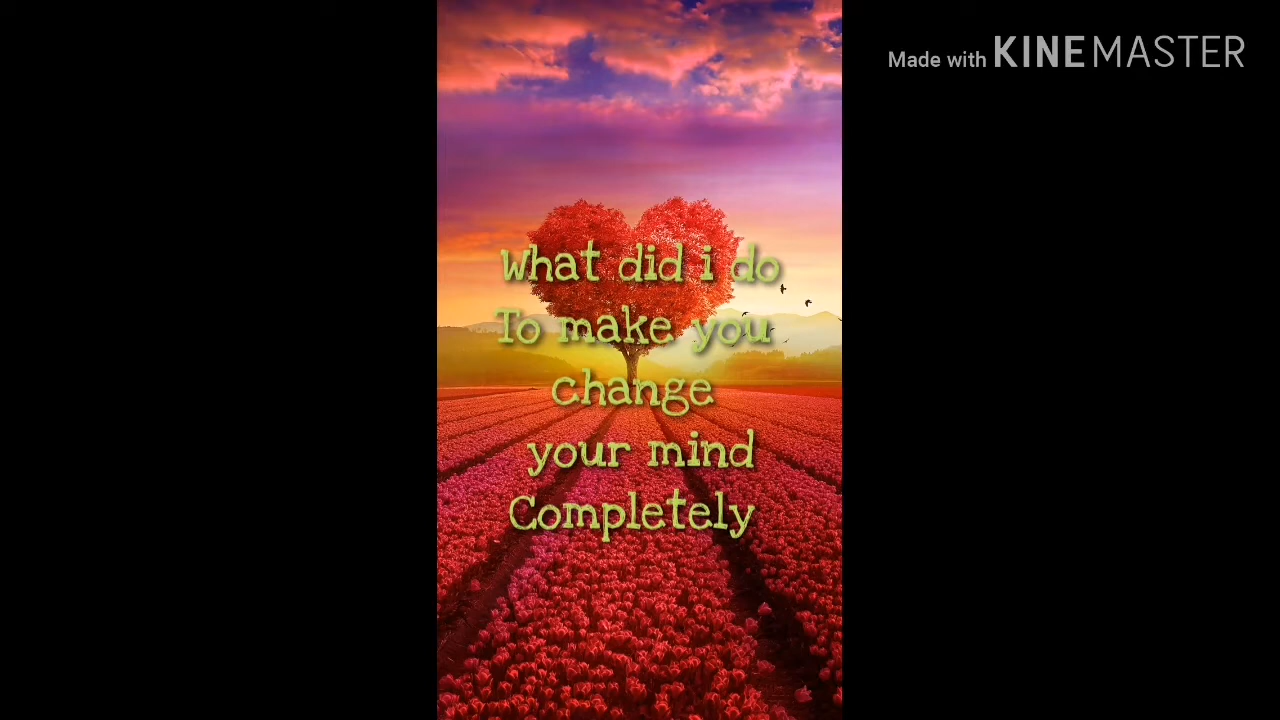 Made with KINEMASTER
What did i do
To make you
change
your mind
Completely